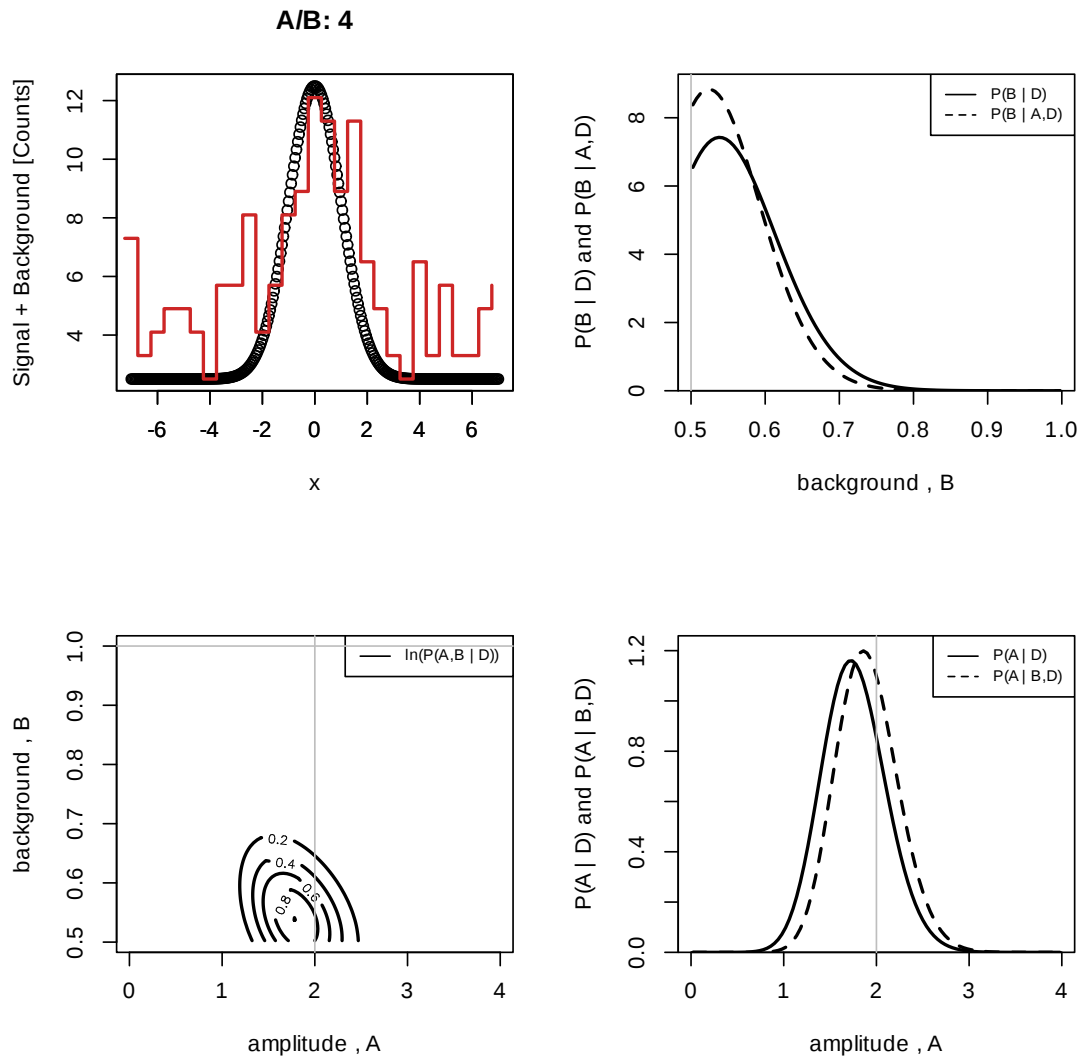 A/B: 4
Signal + Background [Counts]
12
10
8
6
4
-6 -4 -2 0 2 4 6
x
P(B | D) and P(B | A,D)
8
6
4
2
0
P(B | D)
P(B | A,D)
0.5 0.6 0.7 0.8 0.9 1.0
background , B
background , B
1.0
0.9
0.8
0.7
0.6
0.5
ln(P(A,B | D))
0.2
0.4
0.6
0.8
0 1 2 3 4
amplitude , A
P(A | D) and P(A | B,D)
1.2
0.8
0.4
0.0
P(A | D)
P(A | B,D)
0 1 2 3 4
amplitude , A